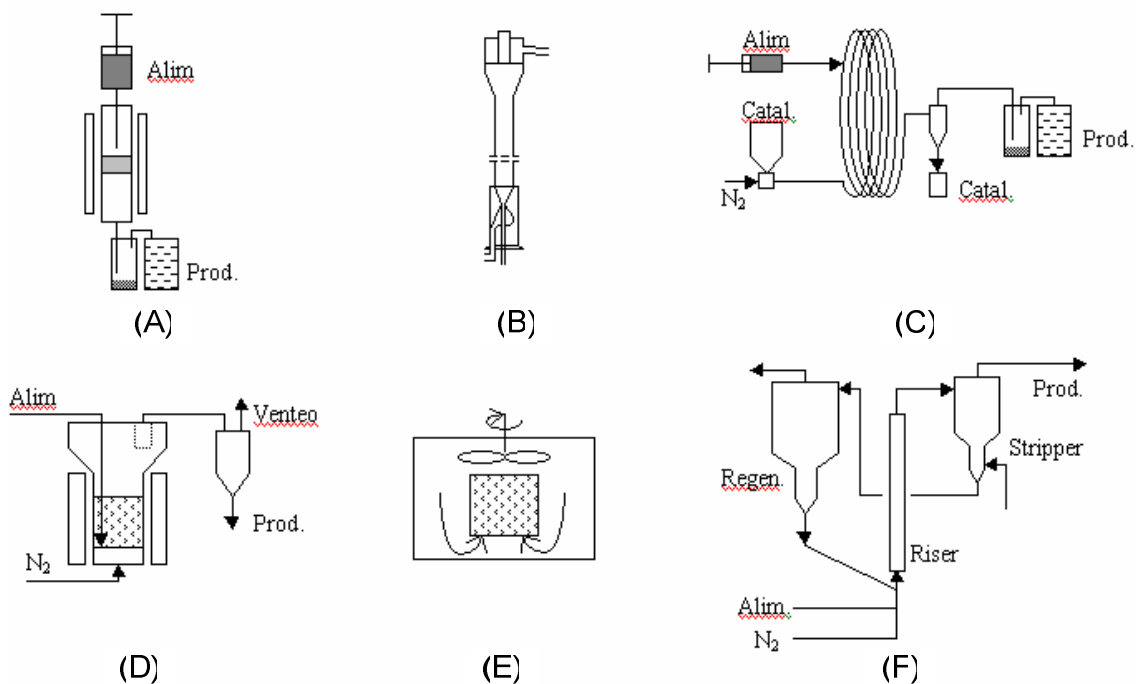 Alim
Prod.
(A)
(B)
Alim
Catal.
N2
Catal.
Prod.
(C)
Alim
Venteo
Prod.
N2
(D)
(E)
Prod.
Stripper
Regen.
Riser
Alim.
N2
(F)